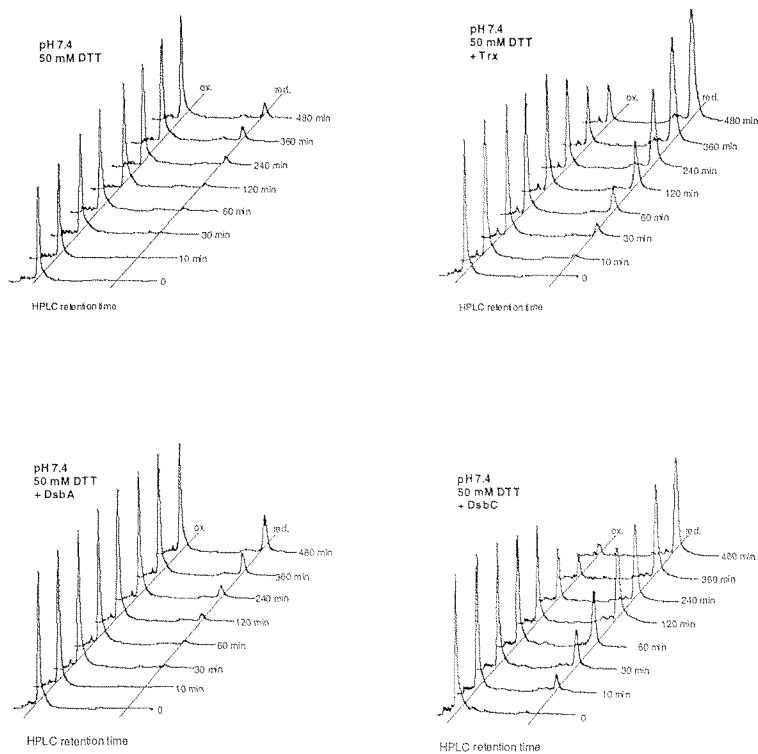 pH 7.4
50 mM DTT
ox.
red.
480 min
360 min
240 min
120 min
60 min
30 min
10 min
0
HPLC retention time
pH 7.4
50 mM DTT
+ Trx
ox.
red.
480 min
360 min
240 min
120 min
60 min
30 min
10 min
0
HPLC retention time
pH 7.4
50 mM DTT
+ DsbA
ox.
red.
480 min
360 min
240 min
120 min
60 min
30 min
10 min
0
HPLC retention time
pH 7.4
50 mM DTT
+ DsbC
ox.
red.
480 min
360 min
240 min
120 min
60 min
30 min
10 min
0
HPLC retention time